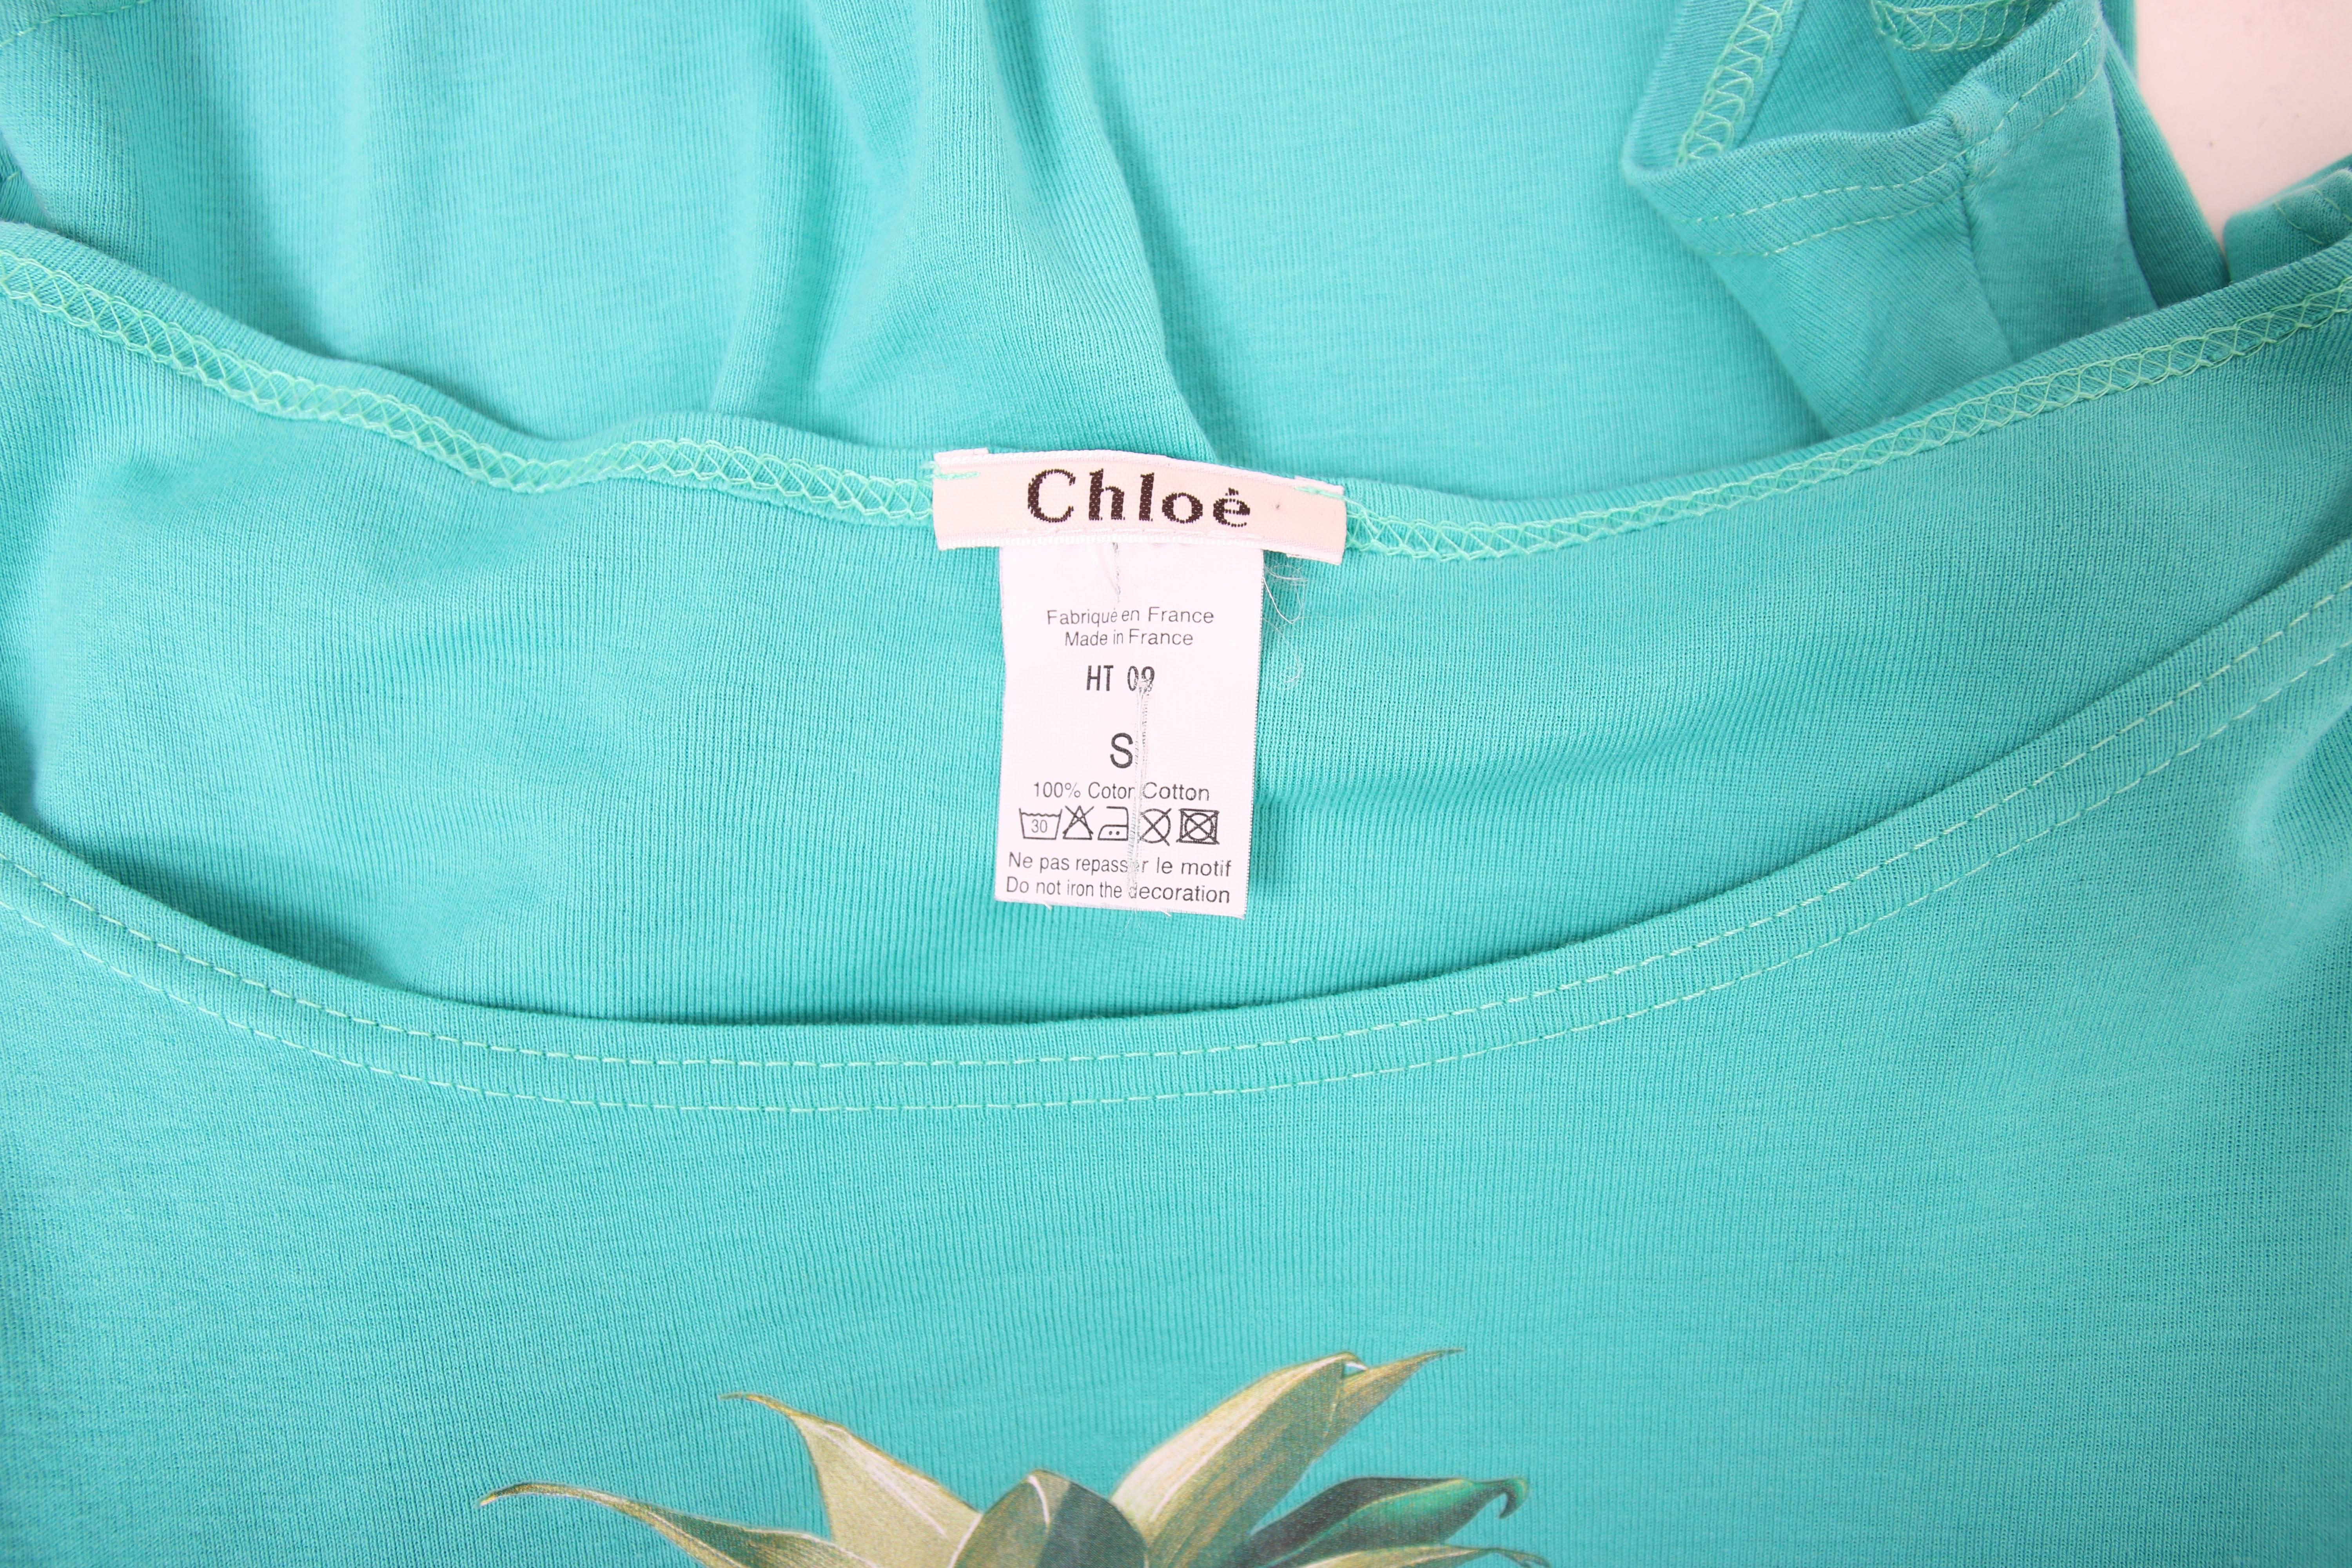 Chloé
Fabriqué en France
Made in France
HT 09
S
100% Coton Cotton
30
Ne pas repasser le motif
Do not iron the decoration